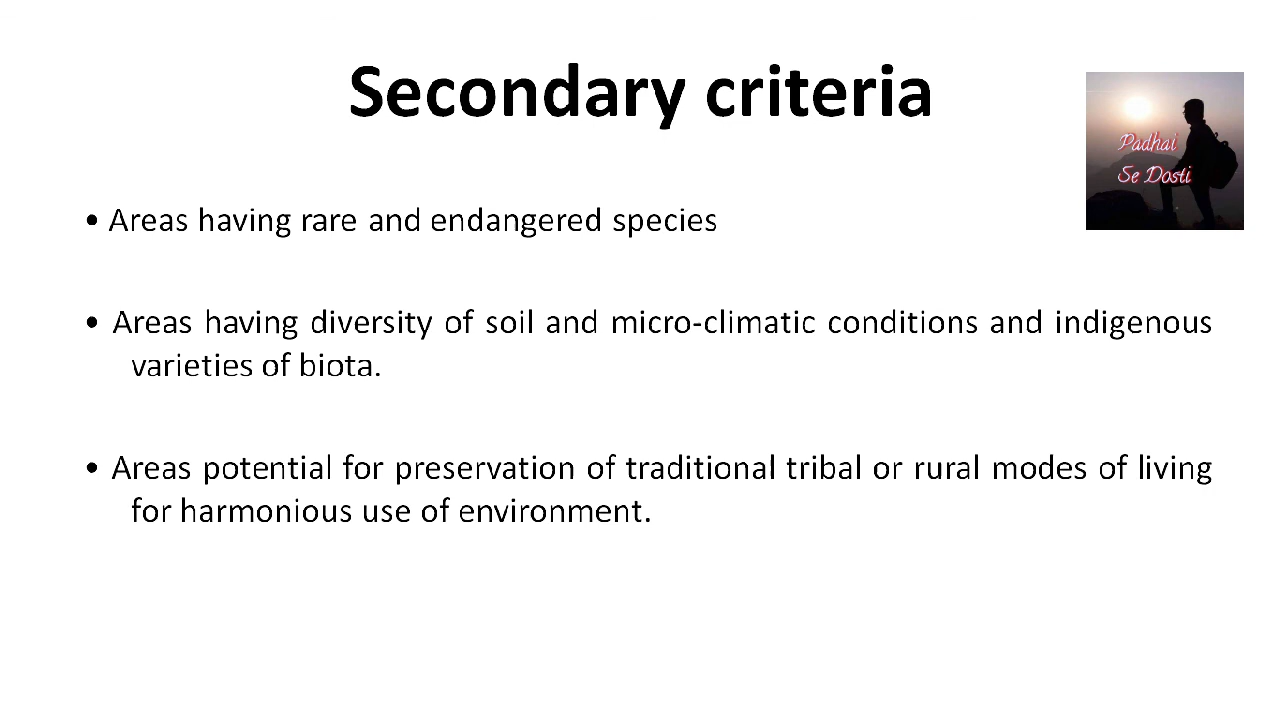 Secondary criteria
Padhai
Se Dosti
• Areas having rare and endangered species
• Areas having diversity of soil and micro-climatic conditions and indigenous
varieties of biota.
• Areas potential for preservation of traditional tribal or rural modes of living
for harmonious use of environment.